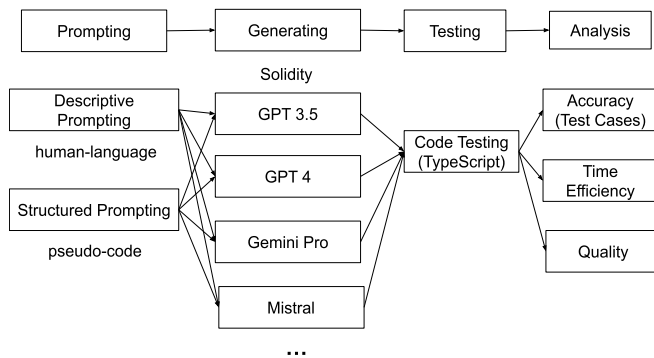 Prompting
Generating
Testing
Analysis
Solidity
Descriptive
Prompting
human-language
Structured Prompting
pseudo-code
GPT 3.5
GPT 4
Gemini Pro
Mistral
...
Code Testing
(TypeScript)
Accuracy
(Test Cases)
Time
Efficiency
Quality